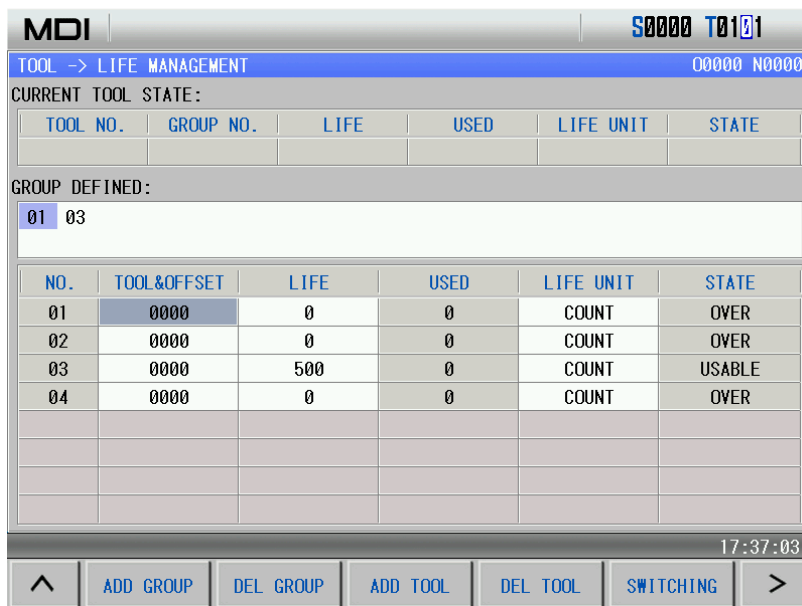 MDI S0000 T0101
TOOL -> LIFE MANAGEMENT O0000 N0000
CURRENT TOOL STATE:
TOOL NO. GROUP NO. LIFE USED LIFE UNIT STATE
GROUP DEFINED:
01 03
NO. TOOL&OFFSET LIFE USED LIFE UNIT STATE
01 0000 0 0 COUNT OVER
02 0000 0 0 COUNT OVER
03 0000 500 0 COUNT USABLE
04 0000 0 0 COUNT OVER
17:37:03
^ ADD GROUP DEL GROUP ADD TOOL DEL TOOL SWITCHING >